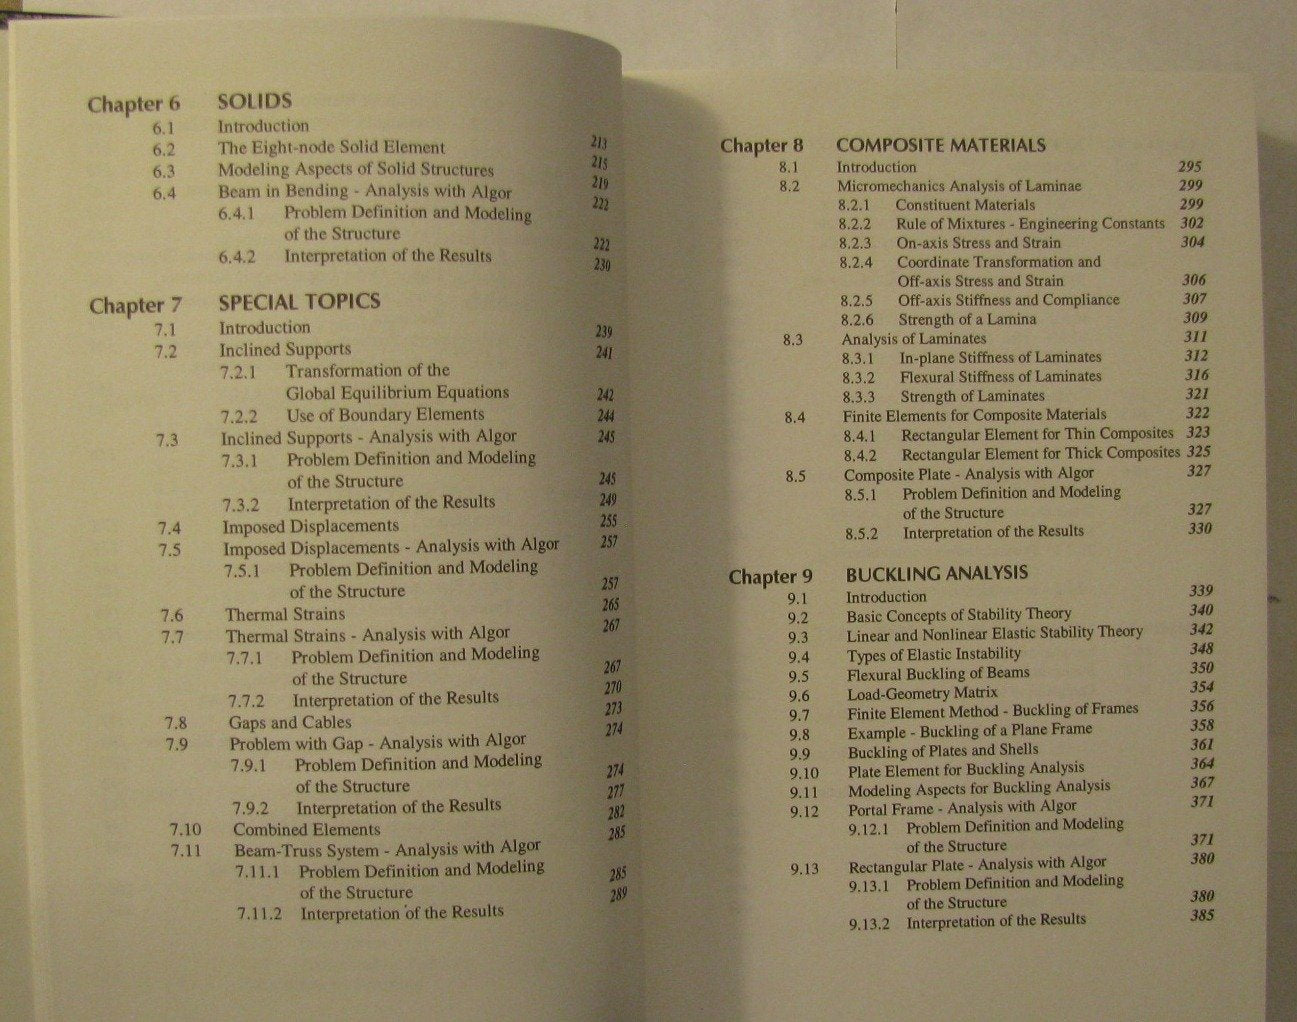 Chapter 6 SOLIDS
6.1 Introduction 213
6.2 The Eight-node Solid Element 215
6.3 Modeling Aspects of Solid Structures 219
6.4 Beam in Bending - Analysis with Algor 222
6.4.1 Problem Definition and Modeling
of the Structure 222
6.4.2 Interpretation of the Results 230
Chapter 7 SPECIAL TOPICS
7.1 Introduction 239
7.2 Inclined Supports 241
7.2.1 Transformation of the
Global Equilibrium Equations 242
7.2.2 Use of Boundary Elements 244
7.3 Inclined Supports - Analysis with Algor 245
7.3.1 Problem Definition and Modeling
of the Structure 245
7.3.2 Interpretation of the Results 249
7.4 Imposed Displacements 255
7.5 Imposed Displacements - Analysis with Algor 257
7.5.1 Problem Definition and Modeling
of the Structure 257
7.6 Thermal Strains 265
7.7 Thermal Strains - Analysis with Algor 267
7.7.1 Problem Definition and Modeling
of the Structure 267
7.7.2 Interpretation of the Results 270
7.8 Gaps and Cables 273
7.9 Problem with Gap - Analysis with Algor 274
7.9.1 Problem Definition and Modeling
of the Structure 274
7.9.2 Interpretation of the Results 277
7.10 Combined Elements 282
7.11 Beam-Truss System - Analysis with Algor 285
7.11.1 Problem Definition and Modeling
of the Structure 285
7.11.2 Interpretation of the Results 289
Chapter 8 COMPOSITE MATERIALS
8.1 Introduction 295
8.2 Micromechanics Analysis of Laminae 299
8.2.1 Constituent Materials 299
8.2.2 Rule of Mixtures - Engineering Constants 302
8.2.3 On-axis Stress and Strain 304
8.2.4 Coordinate Transformation and
Off-axis Stress and Strain 306
8.2.5 Off-axis Stiffness and Compliance 307
8.2.6 Strength of a Lamina 309
8.3 Analysis of Laminates 311
8.3.1 In-plane Stiffness of Laminates 312
8.3.2 Flexural Stiffness of Laminates 316
8.3.3 Strength of Laminates 321
8.4 Finite Elements for Composite Materials 322
8.4.1 Rectangular Element for Thin Composites 323
8.4.2 Rectangular Element for Thick Composites 325
8.5 Composite Plate - Analysis with Algor 327
8.5.1 Problem Definition and Modeling
of the Structure 327
8.5.2 Interpretation of the Results 330
Chapter 9 BUCKLING ANALYSIS
9.1 Introduction 339
9.2 Basic Concepts of Stability Theory 340
9.3 Linear and Nonlinear Elastic Stability Theory 342
9.4 Types of Elastic Instability 348
9.5 Flexural Buckling of Beams 350
9.6 Load-Geometry Matrix 354
9.7 Finite Element Method - Buckling of Frames 356
9.8 Example - Buckling of a Plane Frame 358
9.9 Buckling of Plates and Shells 361
9.10 Plate Element for Buckling Analysis 364
9.11 Modeling Aspects for Buckling Analysis 367
9.12 Portal Frame - Analysis with Algor 371
9.12.1 Problem Definition and Modeling
of the Structure 371
9.13 Rectangular Plate - Analysis with Algor 380
9.13.1 Problem Definition and Modeling
of the Structure 380
9.13.2 Interpretation of the Results 385